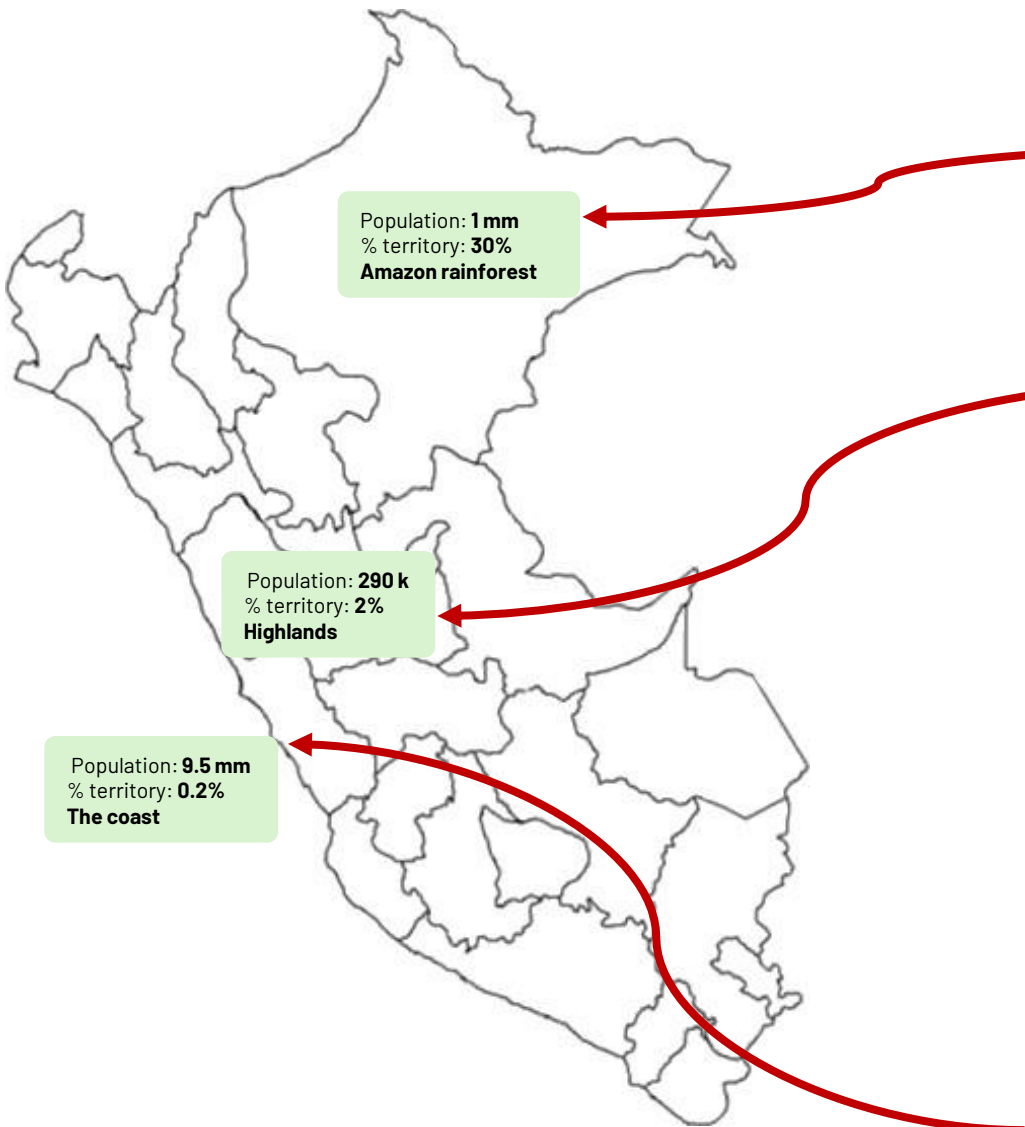 Population: 1 mm
% territory: 30%
Amazon rainforest
Population: 290 k
% territory: 2%
Highlands
Population: 9.5 mm
% territory: 0.2%
The coast